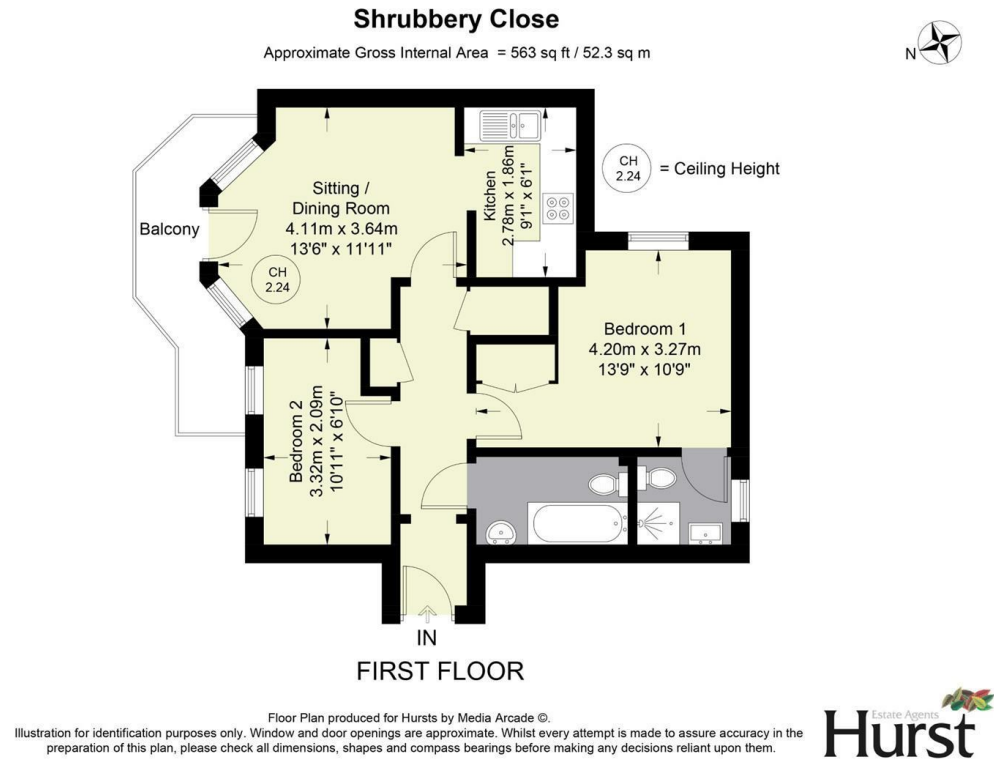 Shrubbery Close
Approximate Gross Internal Area = 563 sq ft / 52.3 sq m
N
CH
2.24
= Ceiling Height
Sitting /
Dining Room
4.11m x 3.64m
13'6" x 11'11"
CH
2.24
Balcony
Kitchen
2.78m x 1.86m
9'1" x 6'1"
Bedroom 1
4.20m x 3.27m
13'9" x 10'9"
Bedroom 2
3.32m x 2.09m
10'11" x 6'10"
IN
FIRST FLOOR
Floor Plan produced for Hursts by Media Arcade ©.
Illustration for identification purposes only. Window and door openings are approximate. Whilst every attempt is made to assure accuracy in the
preparation of this plan, please check all dimensions, shapes and compass bearings before making any decisions reliant upon them.
Estate Agents
Hurst